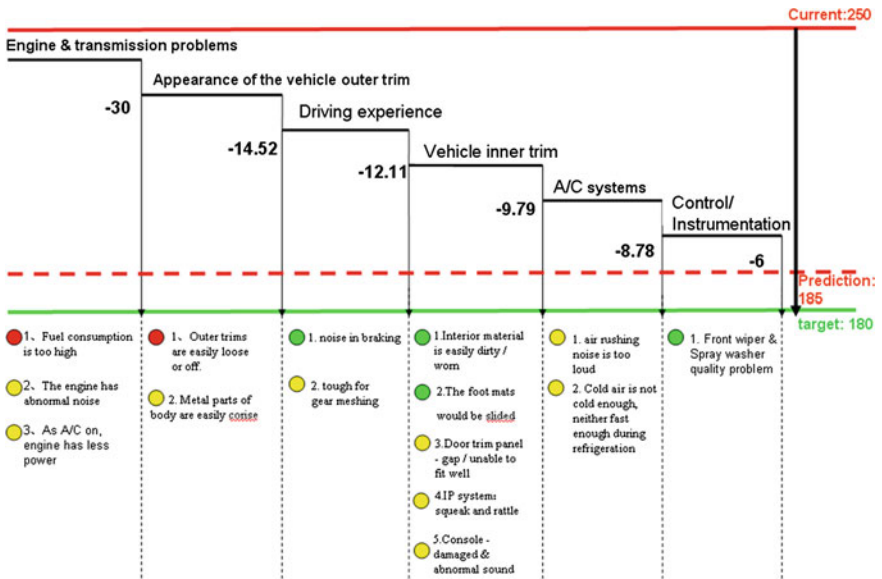 Current:250
Engine & transmission problems
-30
Appearance of the vehicle outer trim
-14.52
Driving experience
-12.11
Vehicle inner trim
-9.79
A/C systems
-8.78
Control/
Instrumentation
-6
Prediction:
185
target: 180
1、Fuel consumption
is too high
2、The engine has
abnormal noise
3、As A/C on,
engine has less
power
1、Outer trims
are easily loose
or off.
2. Metal parts of
body are easily corise
1. noise in braking
2. tough for
gear meshing
1.Interior material
is easily dirty /
worn
2.The foot mats
would be slided
3.Door trim panel
- gap / unable to
fit well
4.IP system:
squeak and rattle
5.Console -
damaged &
abnormal sound
1. air rushing
noise is too
loud
2. Cold air is not
cold enough,
neither fast
enough during
refrigeration
1. Front wiper &
Spray washer
quality problem